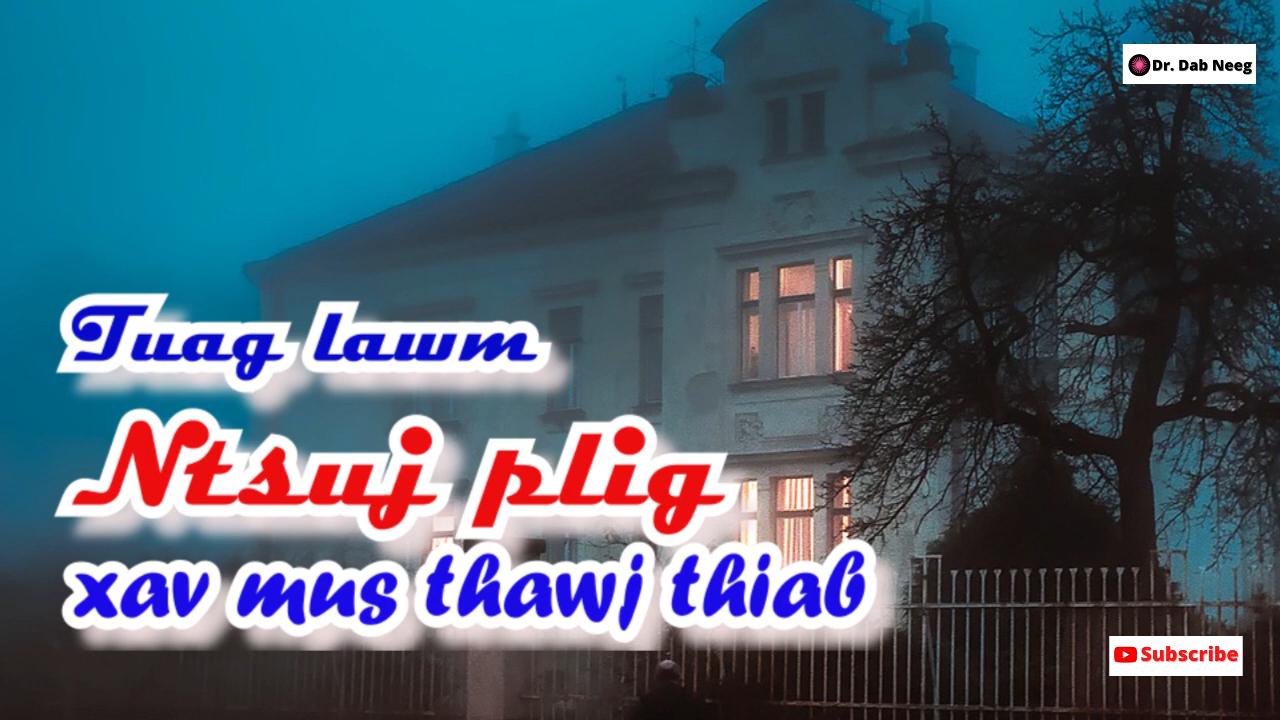 Dr. Dab Neeg
Tuag lawm
Ntsuj plig
xav mus thawj thiab
Subscribe